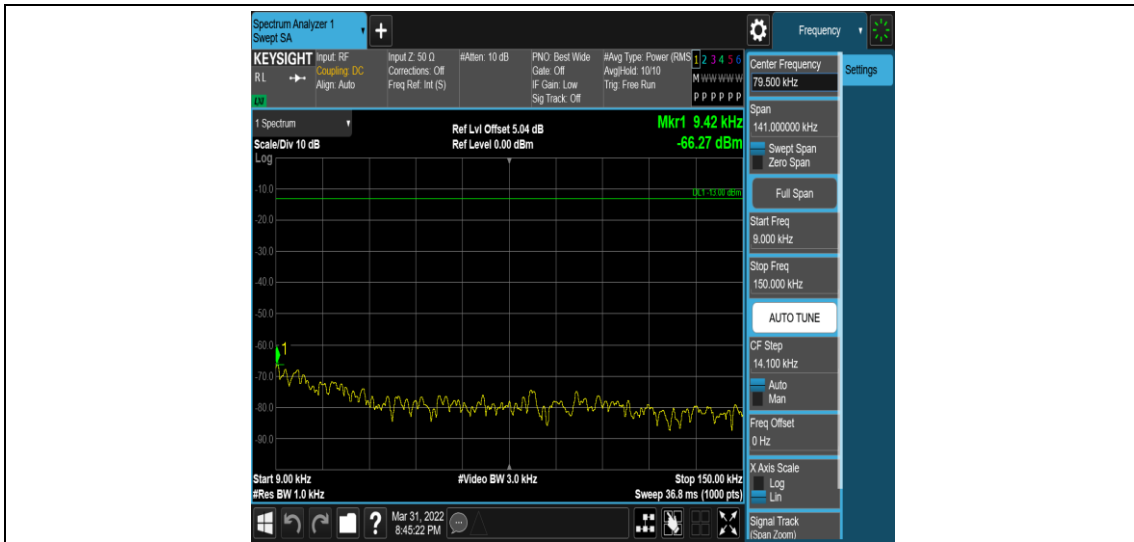 Spectrum Analyzer 1
Swept SA
Frequency
KEYSIGHT
RL
LXI
Input: RF
Coupling: DC
Align: Auto
Input Z: 50 Ω
Corrections: Off
Freq Ref: Int (S)
#Atten: 10 dB
PNO: Best Wide
Gate: Off
IF Gain: Low
Sig Track: Off
#Avg Type: Power (RMS
Avg|Hold: 10/10
Trig: Free Run
1 2 3 4 5 6
M W W W W W
P P P P P P
1 Spectrum
Scale/Div 10 dB
Log
Ref Lvl Offset 5.04 dB
Ref Level 0.00 dBm
Mkr1 9.42 kHz
-66.27 dBm
DL1 -13.00 dBm
-10.0
-20.0
-30.0
-40.0
-50.0
-60.0
1
-70.0
-80.0
-90.0
Start 9.00 kHz
#Res BW 1.0 kHz
#Video BW 3.0 kHz
Stop 150.00 kHz
Sweep 36.8 ms (1000 pts)
Center Frequency
79.500 kHz
Settings
Span
141.000000 kHz
Swept Span
Zero Span
Full Span
Start Freq
9.000 kHz
Stop Freq
150.000 kHz
AUTO TUNE
CF Step
14.100 kHz
Auto
Man
Freq Offset
0 Hz
X Axis Scale
Log
Lin
Signal Track
(Span Zoom)
?
Mar 31, 2022
8:45:22 PM